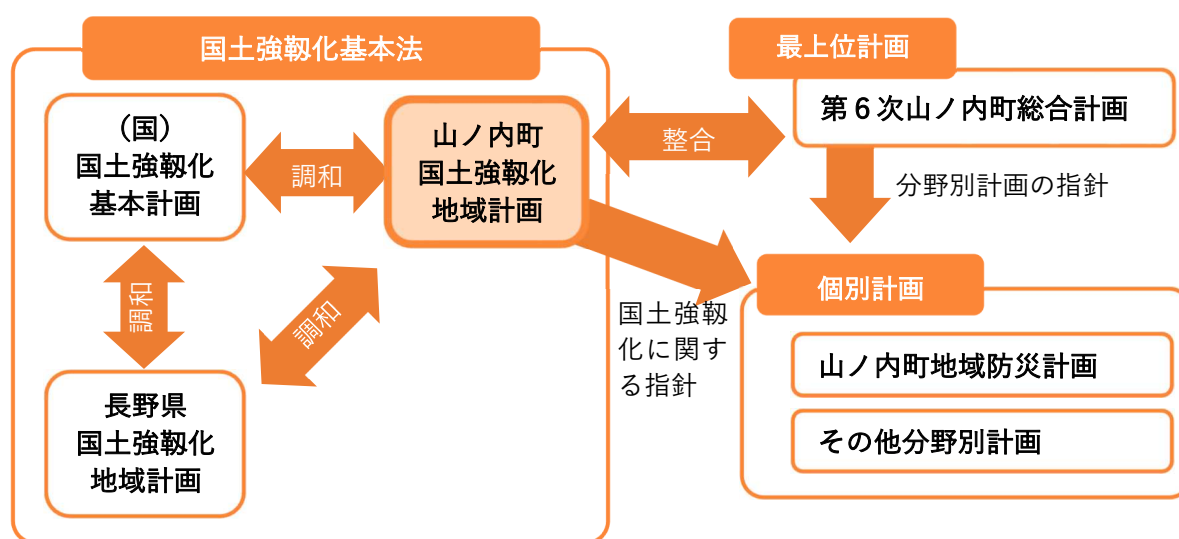 国土強靱化基本法
（国）
国土強靱化
基本計画
調和
山ノ内町
国土強靱化
地域計画
調和
調和
長野県
国土強靱化
地域計画
整合
最上位計画
第６次山ノ内町総合計画
分野別計画の指針
国土強靱
化に関す
る指針
個別計画
山ノ内町地域防災計画
その他分野別計画